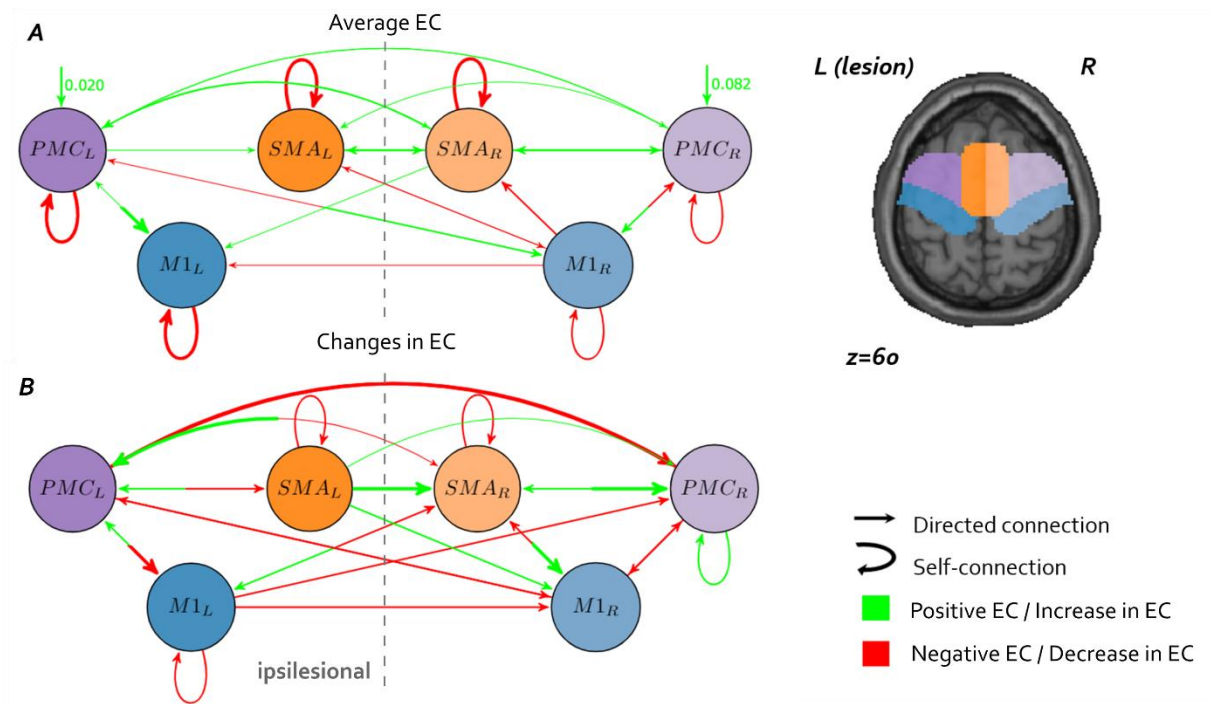 A
Average EC
0.020
0.082
PMC_L
SMA_L
SMA_R
PMC_R
M1_L
M1_R
L (lesion)
R
z=60
Changes in EC
B
PMC_L
SMA_L
SMA_R
PMC_R
M1_L
M1_R
ipsilesional
Directed connection
Self-connection
Positive EC / Increase in EC
Negative EC / Decrease in EC